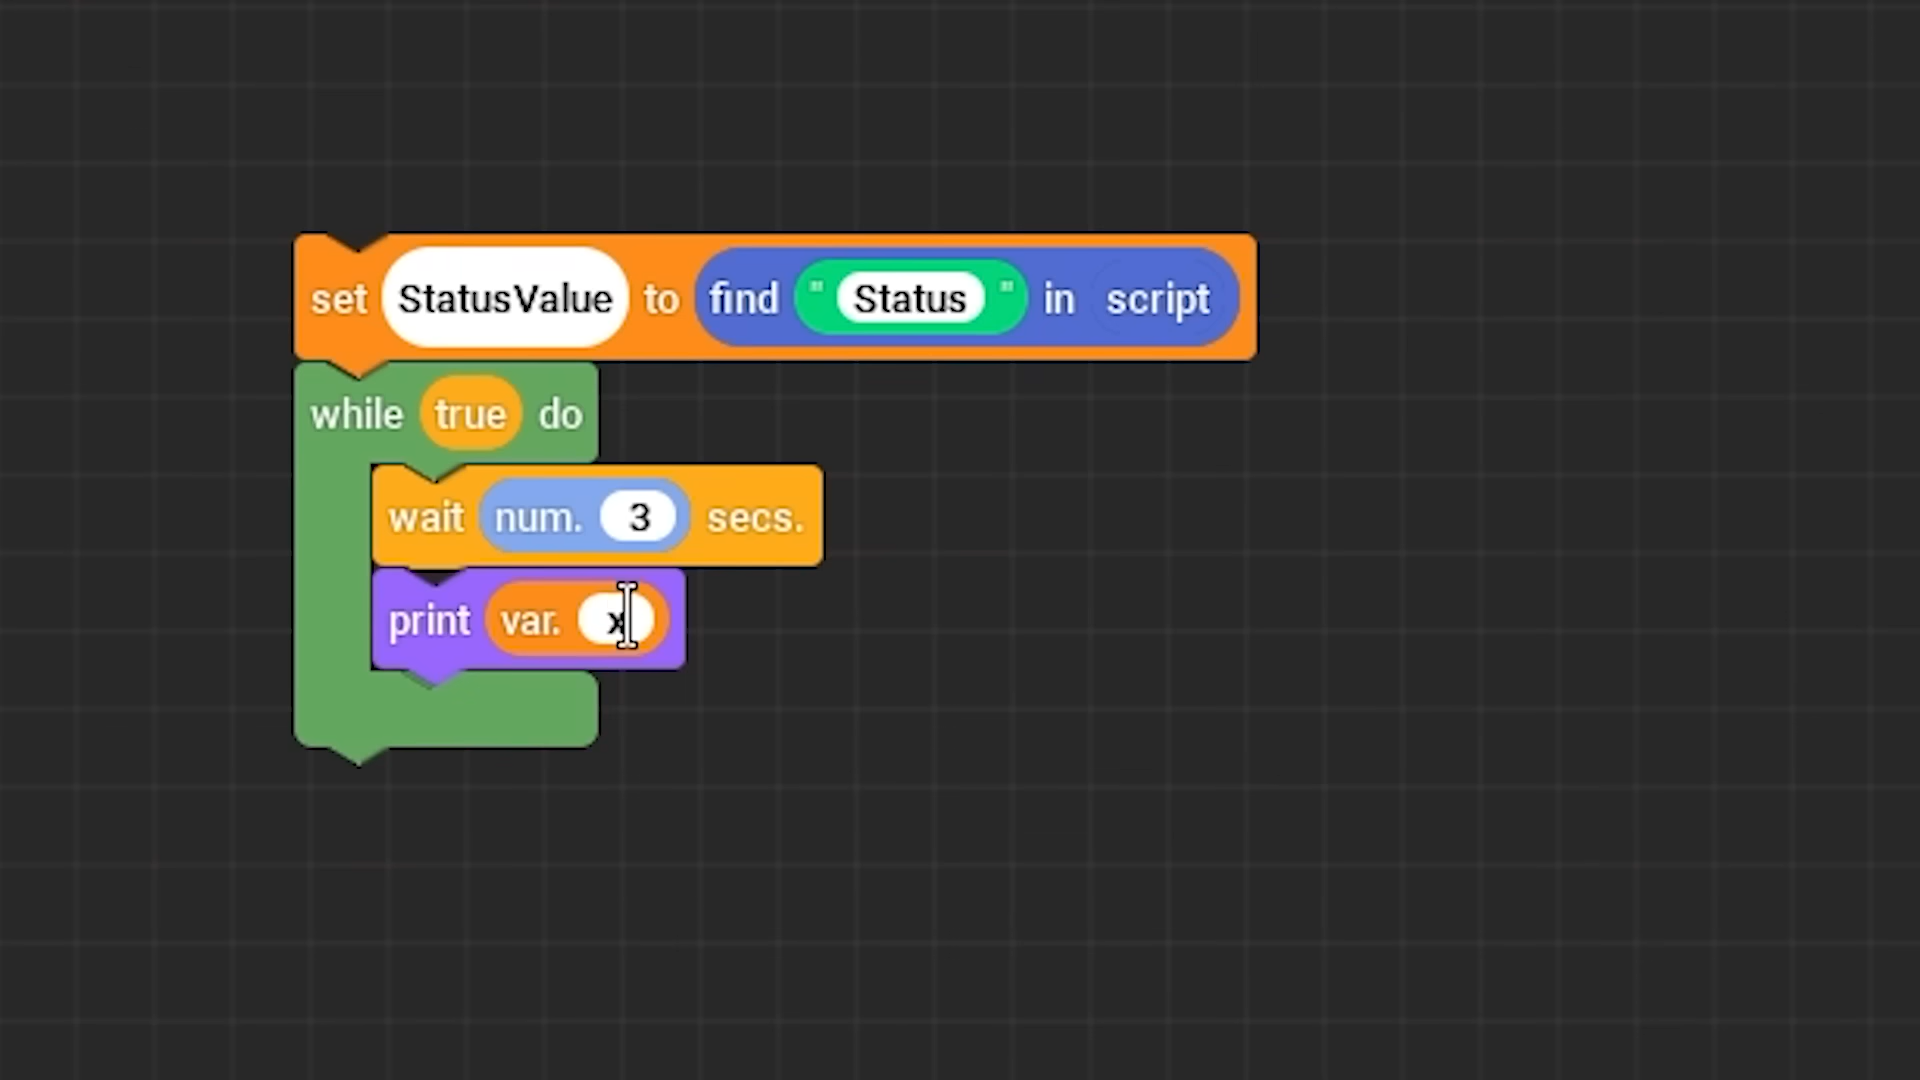 set StatusValue to find " Status " in script
while true do
wait num. 3 secs.
print var. x